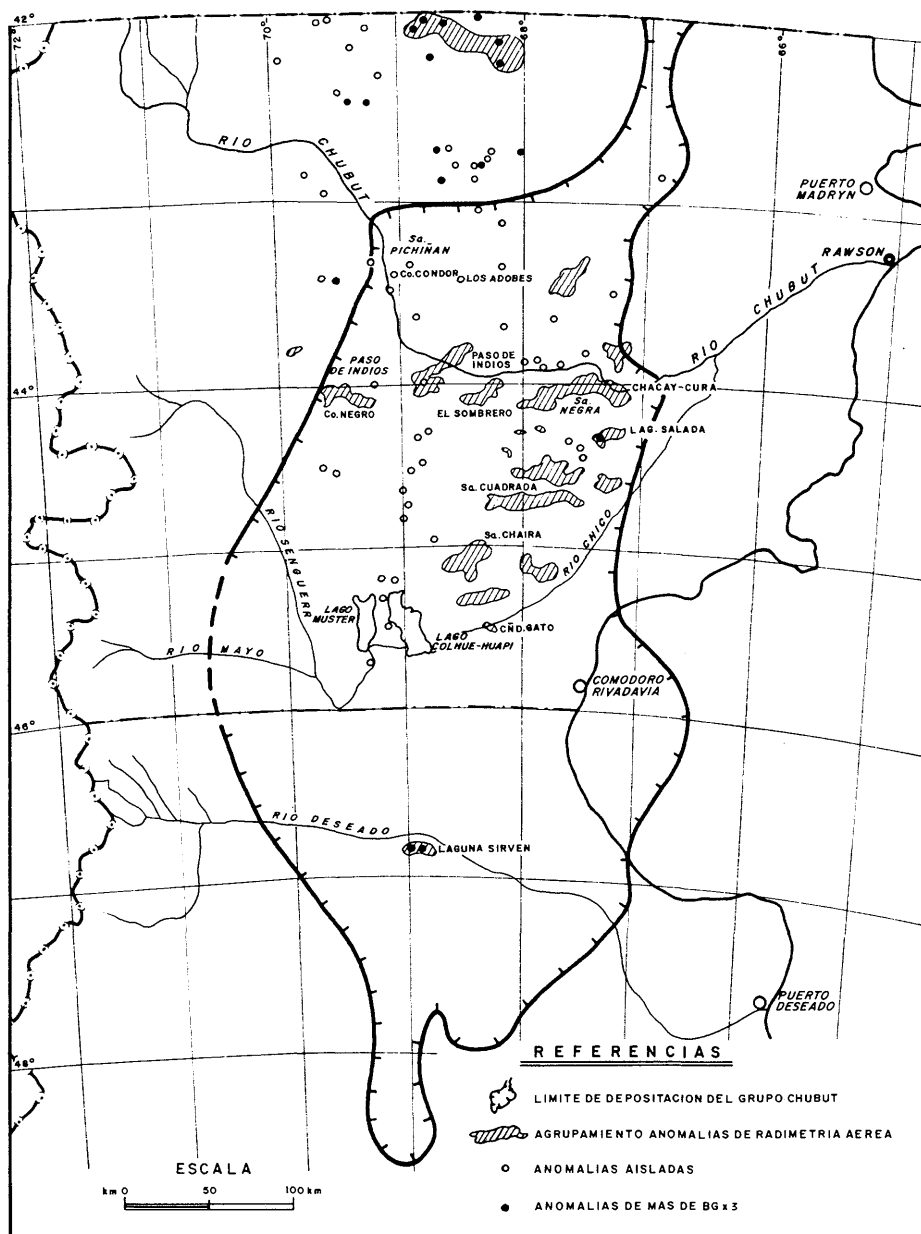 42°
72°
70°
68°
66°
RIO CHUBUT
PUERTO
MADRYN
RAWSON
Sa.
PICHIÑAN
Co. CONDOR
LOS ADOBES
RIO CHUBUT
PASO
DE INDIOS
PASO DE
INDIOS
44°
Co. NEGRO
EL SOMBRERO
Sa.
NEGRA
CHACAY-CURA
LAG. SALADA
Sa. CUADRADA
RIO SENGUERR
Sa. CHAIRA
RIO CHICO
LAGO
MUSTER
LAGO
COLHUE-HUAPI
CÑD. GATO
RIO MAYO
COMODORO
RIVADAVIA
46°
RIO DESEADO
LAGUNA SIRVEN
PUERTO
DESEADO
48°
REFERENCIAS
LIMITE DE DEPOSITACION DEL GRUPO CHUBUT
AGRUPAMIENTO ANOMALIAS DE RADIMETRIA AEREA
ANOMALIAS AISLADAS
ANOMALIAS DE MAS DE BG x 3
ESCALA
km 0 50 100 km